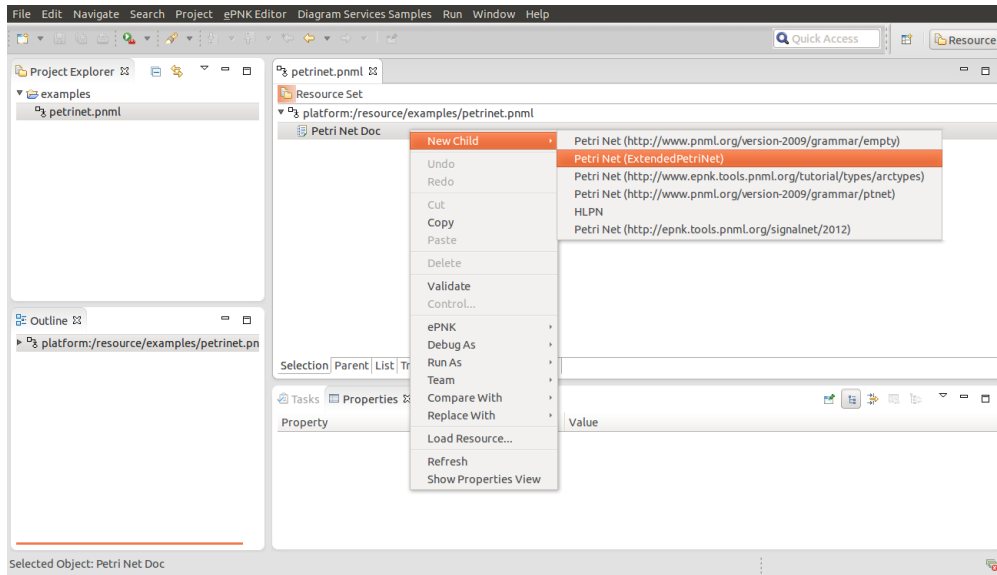 File Edit Navigate Search Project ePNK Editor Diagram Services Samples Run Window Help
Quick Access
Resource
Project Explorer
examples
petrinet.pnml
petrinet.pnml
Resource Set
platform:/resource/examples/petrinet.pnml
Petri Net Doc
New Child
Undo
Redo
Cut
Copy
Paste
Delete
Validate
Control...
ePNK
Debug As
Run As
Team
Compare With
Replace With
Load Resource...
Refresh
Show Properties View
Petri Net (http://www.pnml.org/version-2009/grammar/empty)
Petri Net (ExtendedPetriNet)
Petri Net (http://www.epnk.tools.pnml.org/tutorial/types/arctypes)
Petri Net (http://www.pnml.org/version-2009/grammar/ptnet)
HLPN
Petri Net (http://epnk.tools.pnml.org/signalnet/2012)
Outline
platform:/resource/examples/petrinet.pn
Selection Parent List Tr
Tasks Properties
Property Value
Selected Object: Petri Net Doc